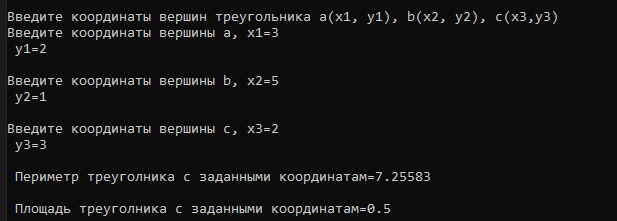 Введите координаты вершин треугольника a(x1, y1), b(x2, y2), c(x3,y3)
Введите координаты вершины a, x1=3
y1=2
Введите координаты вершины b, x2=5
y2=1
Введите координаты вершины c, x3=2
y3=3
Периметр треуголника с заданными координатам=7.25583
Площадь треуголника с заданными координатам=0.5